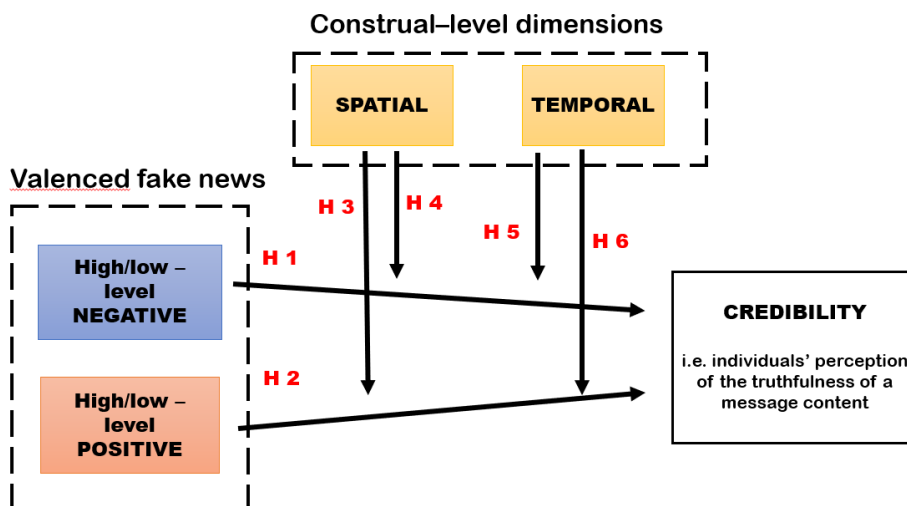 Construal–level dimensions
SPATIAL
TEMPORAL
Valenced fake news
H 3
H 4
H 5
H 6
H 1
High/low –
level
NEGATIVE
H 2
High/low –
level
POSITIVE
CREDIBILITY
i.e. individuals’ perception
of the truthfulness of a
message content